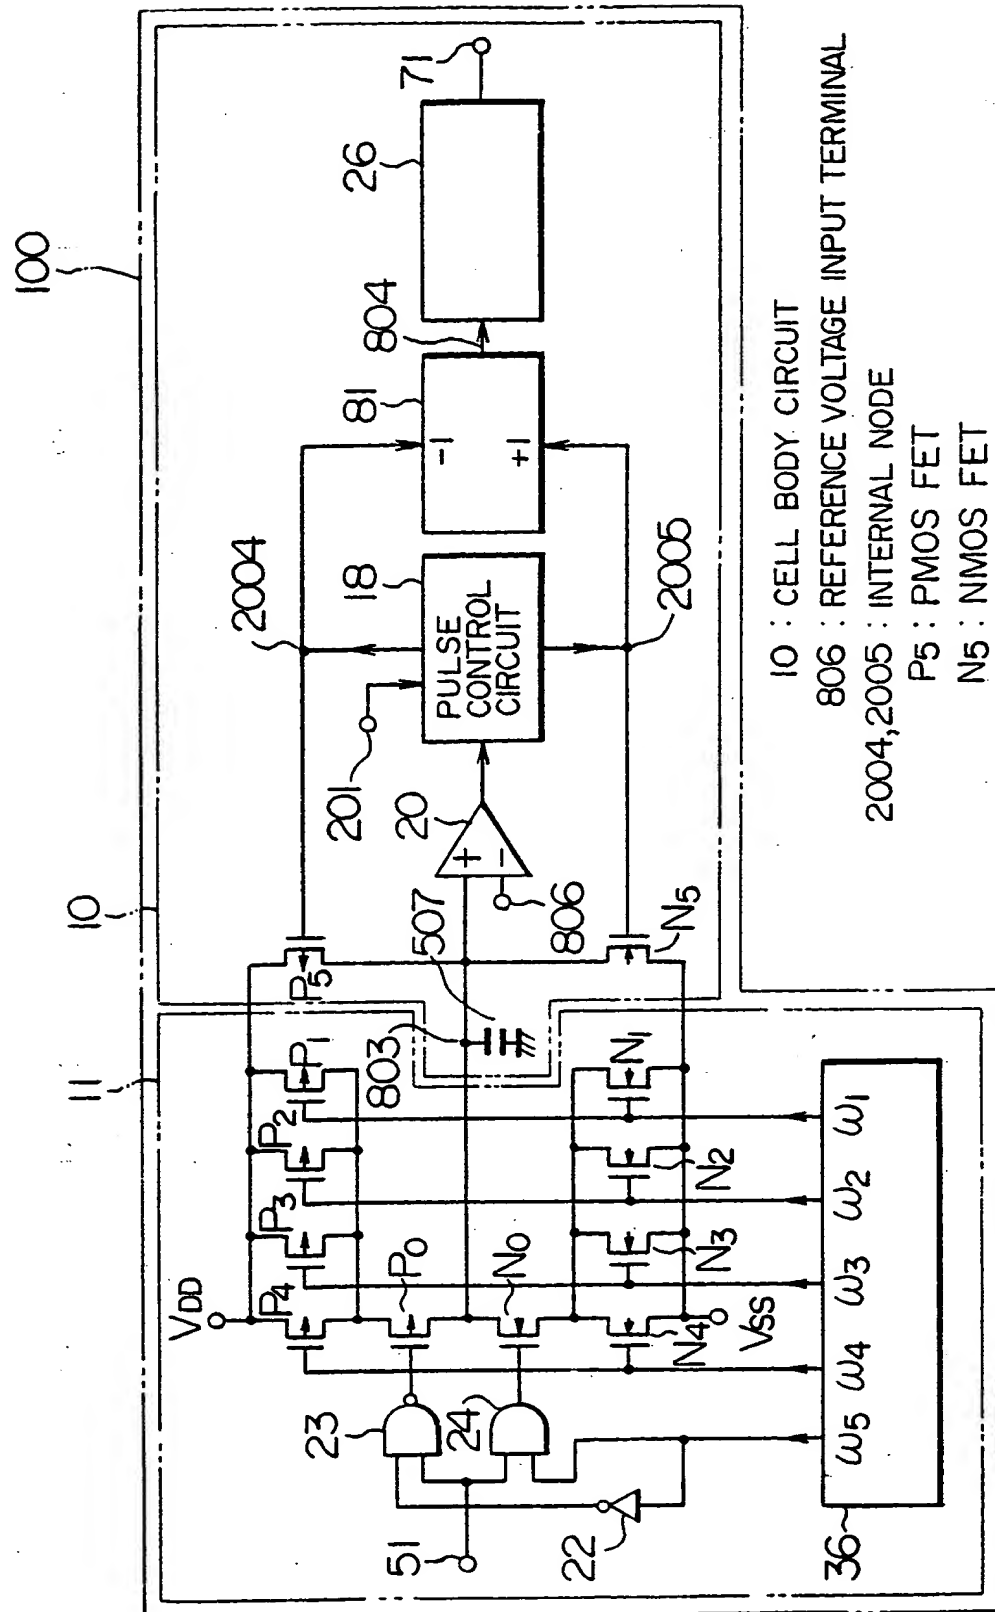 100
10
11
VDD
P4
P3
P2
P1
P5
P0
N0
N1
N2
N3
N4
N5
VSS
803
507
806
20
+
−
201
18
PULSE
CONTROL
CIRCUIT
2004
2005
81
-1
+1
804
26
71
23
24
51
22
36
ω5
ω4
ω3
ω2
ω1
10 : CELL BODY CIRCUIT
806 : REFERENCE VOLTAGE INPUT TERMINAL
2004,2005 : INTERNAL NODE
P5 : PMOS FET
N5 : NMOS FET